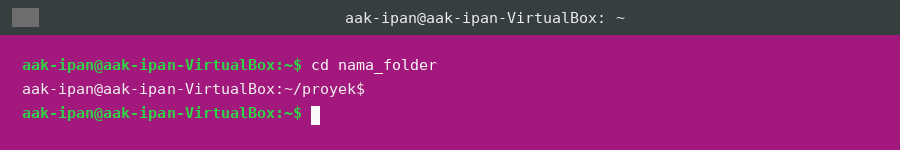 aak-ipan@aak-ipan-VirtualBox: ~
aak-ipan@aak-ipan-VirtualBox:~$ cd nama_folder
aak-ipan@aak-ipan-VirtualBox:~/proyek$
aak-ipan@aak-ipan-VirtualBox:~$